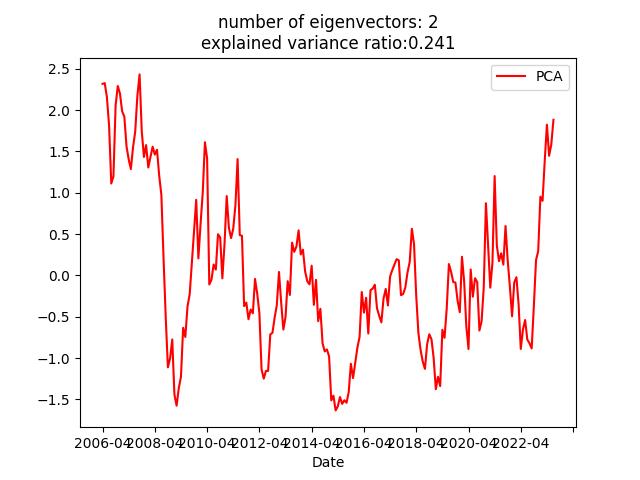 number of eigenvectors: 2
explained variance ratio:0.241
PCA
2.5
2.0
1.5
1.0
0.5
0.0
−0.5
−1.0
−1.5
2006-04 2008-04 2010-04 2012-04 2014-04 2016-04 2018-04 2020-04 2022-04
Date